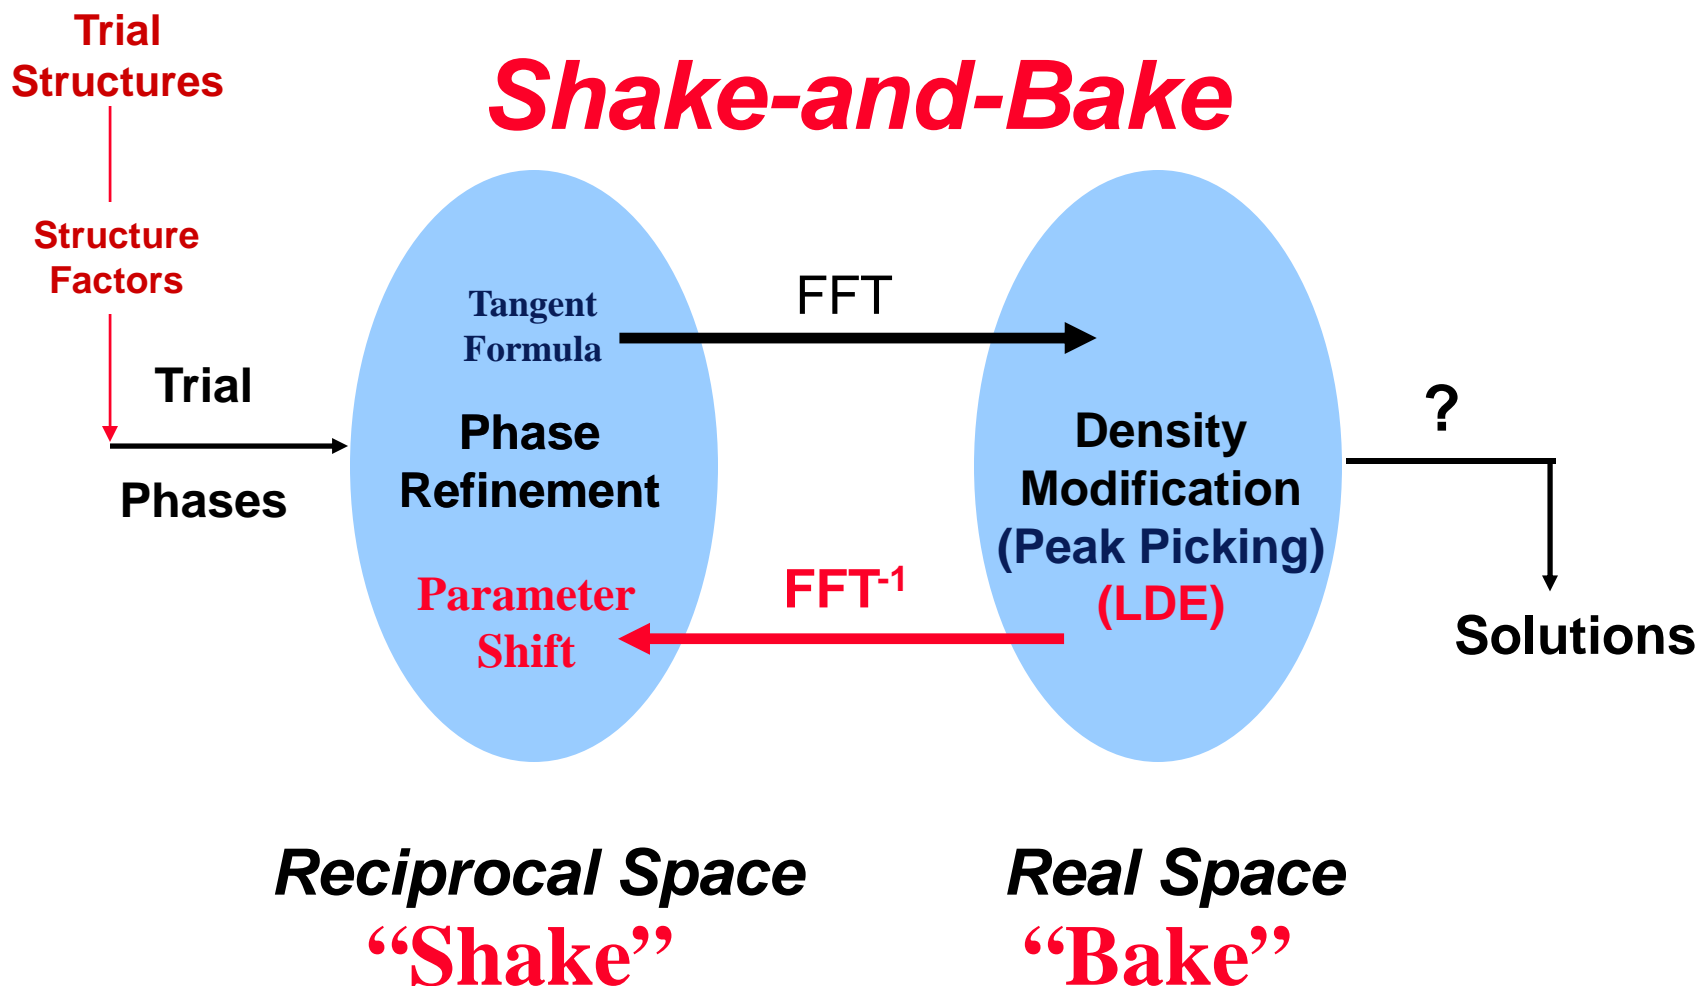 Trial
Structures
Shake-and-Bake
Structure
Factors
Trial
Phases
Tangent
Formula
Phase
Refinement
Parameter
Shift
FFT
FFT⁻¹
Density
Modification
(Peak Picking)
(LDE)
?
Solutions
Reciprocal Space
“Shake”
Real Space
“Bake”